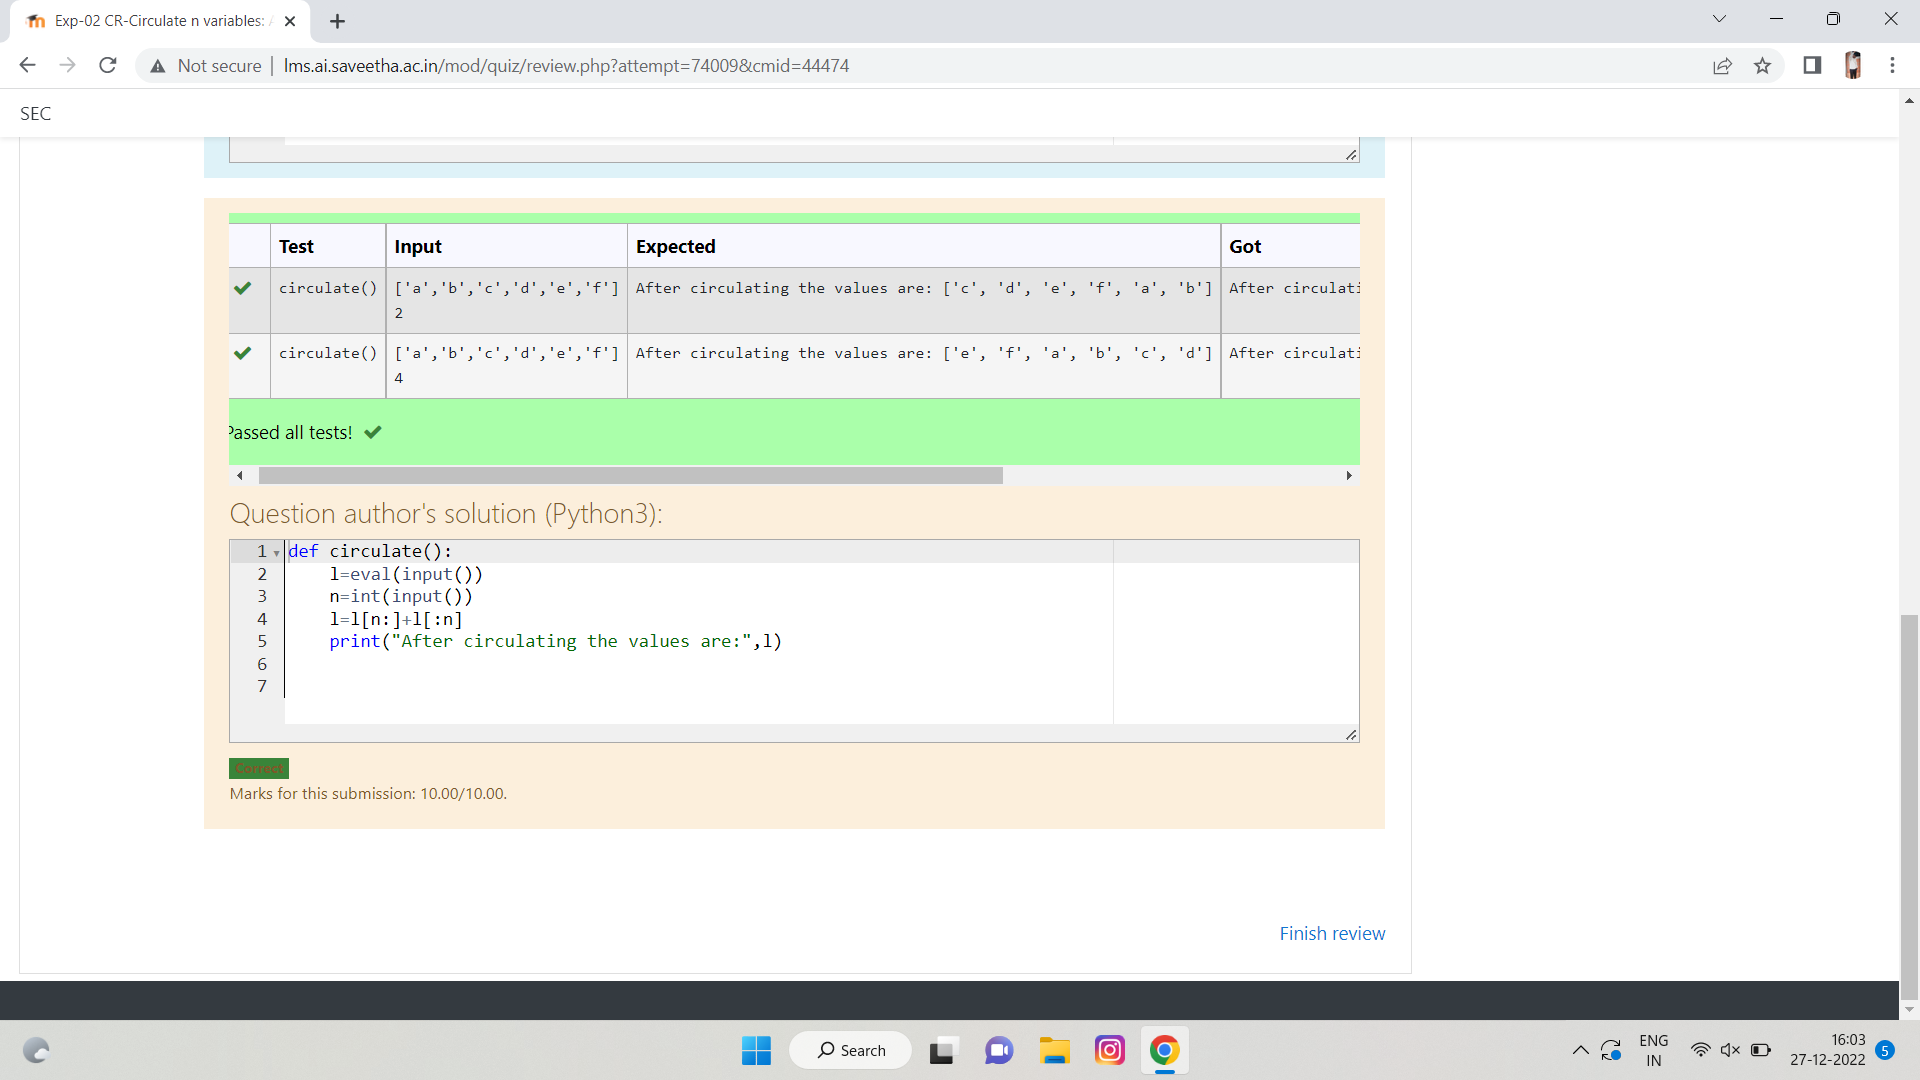 Exp-02 CR-Circulate n variables:
Not secure | lms.ai.saveetha.ac.in/mod/quiz/review.php?attempt=74009&cmid=44474
SEC
Test Input Expected Got
circulate() ['a','b','c','d','e','f'] After circulating the values are: ['c', 'd', 'e', 'f', 'a', 'b'] After circulati
2
circulate() ['a','b','c','d','e','f'] After circulating the values are: ['e', 'f', 'a', 'b', 'c', 'd'] After circulati
4
Passed all tests!
Question author's solution (Python3):
1 def circulate():
2 l=eval(input())
3 n=int(input())
4 l=l[n:]+l[:n]
5 print("After circulating the values are:",l)
6
7
Correct
Marks for this submission: 10.00/10.00.
Finish review
Search
ENG
IN
16:03
27-12-2022
5